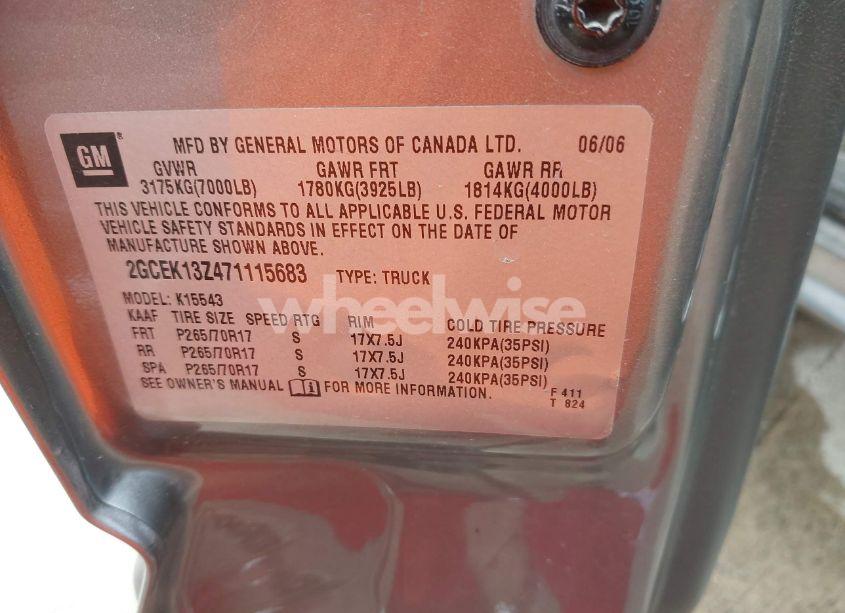 GM
MFD BY GENERAL MOTORS OF CANADA LTD. 06/06
GVWR GAWR FRT GAWR RR
3175KG(7000LB) 1780KG(3925LB) 1814KG(4000LB)
THIS VEHICLE CONFORMS TO ALL APPLICABLE U.S. FEDERAL MOTOR
VEHICLE SAFETY STANDARDS IN EFFECT ON THE DATE OF
MANUFACTURE SHOWN ABOVE.
2GCEK13Z471115683 TYPE: TRUCK
MODEL: K15543
KAAF TIRE SIZE SPEED RTG RIM COLD TIRE PRESSURE
FRT P265/70R17 S 17X7.5J 240KPA(35PSI)
RR P265/70R17 S 17X7.5J 240KPA(35PSI)
SPA P265/70R17 S 17X7.5J 240KPA(35PSI)
SEE OWNER'S MANUAL FOR MORE INFORMATION.
F 411
T 824
wheelwise